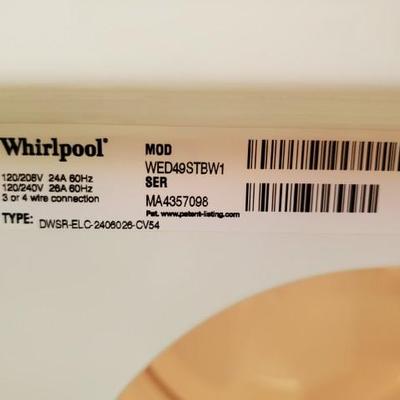 Whirlpool®
120/208V 24A 60Hz
120/240V 26A 60Hz
3 or 4 wire connection
TYPE: DWSR-ELC-2406026-CV54
MOD
WED49STBW1
SER
MA4357098
Pat. www.patent-listing.com